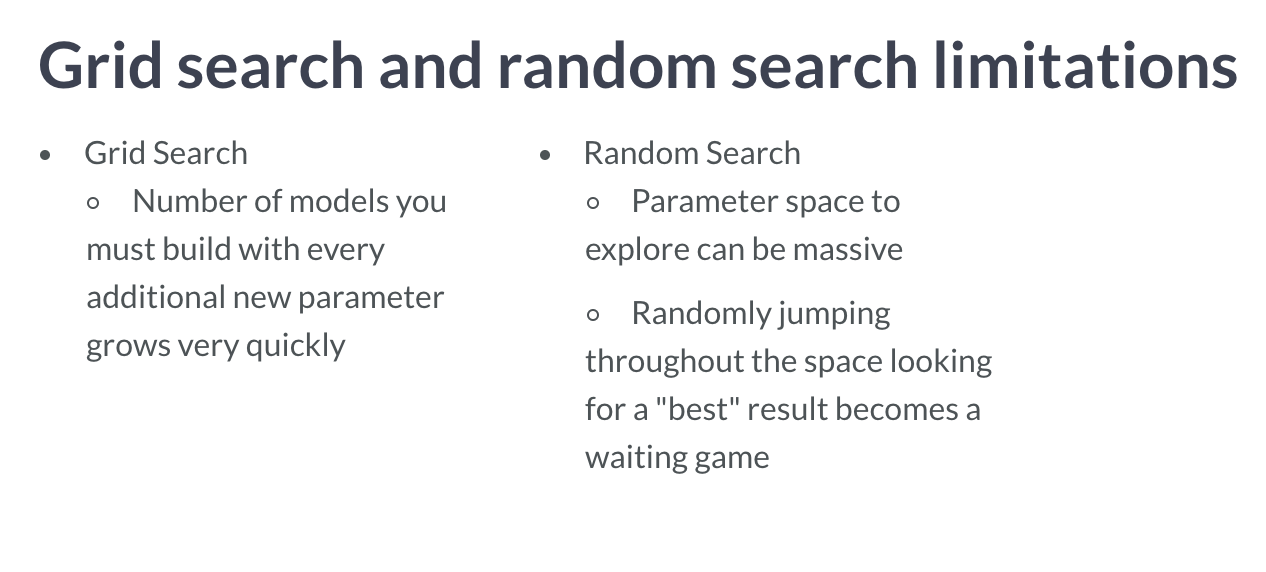 Grid search and random search limitations
• Grid Search
◦ Number of models you
must build with every
additional new parameter
grows very quickly
• Random Search
◦ Parameter space to
explore can be massive
◦ Randomly jumping
throughout the space looking
for a "best" result becomes a
waiting game